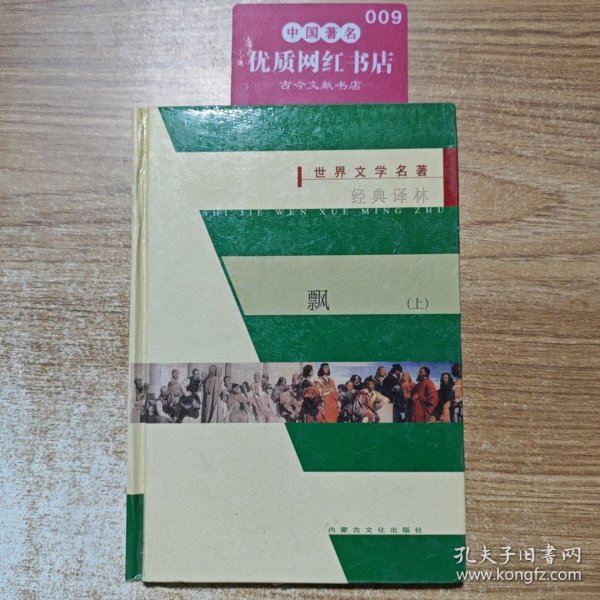 009
中国著名
优质网红书店
古今文献书店
世界文学名著
经典译林
SHI JIE WEN XUE MING ZHU
飘 (上)
内蒙古文化出版社
孔夫子旧书网
www.kongfz.com